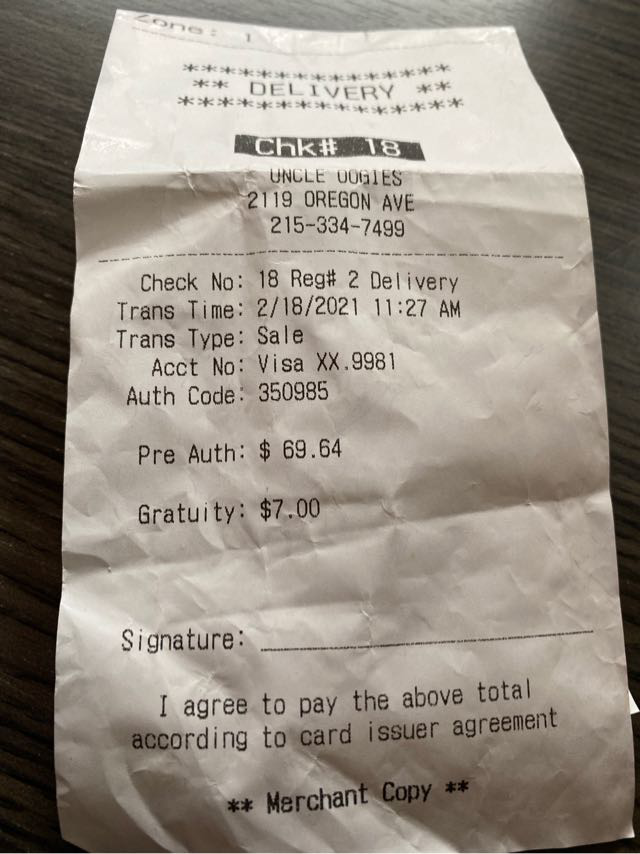 Zone: 1
***************
** DELIVERY **
****************
Chk# 18
UNCLE OOGIES
2119 OREGON AVE
215-334-7499
Check No: 18 Reg# 2 Delivery
Trans Time: 2/18/2021 11:27 AM
Trans Type: Sale
Acct No: Visa XX.9981
Auth Code: 350985
Pre Auth: $ 69.64
Gratuity: $7.00
Signature:
I agree to pay the above total
according to card issuer agreement
** Merchant Copy **